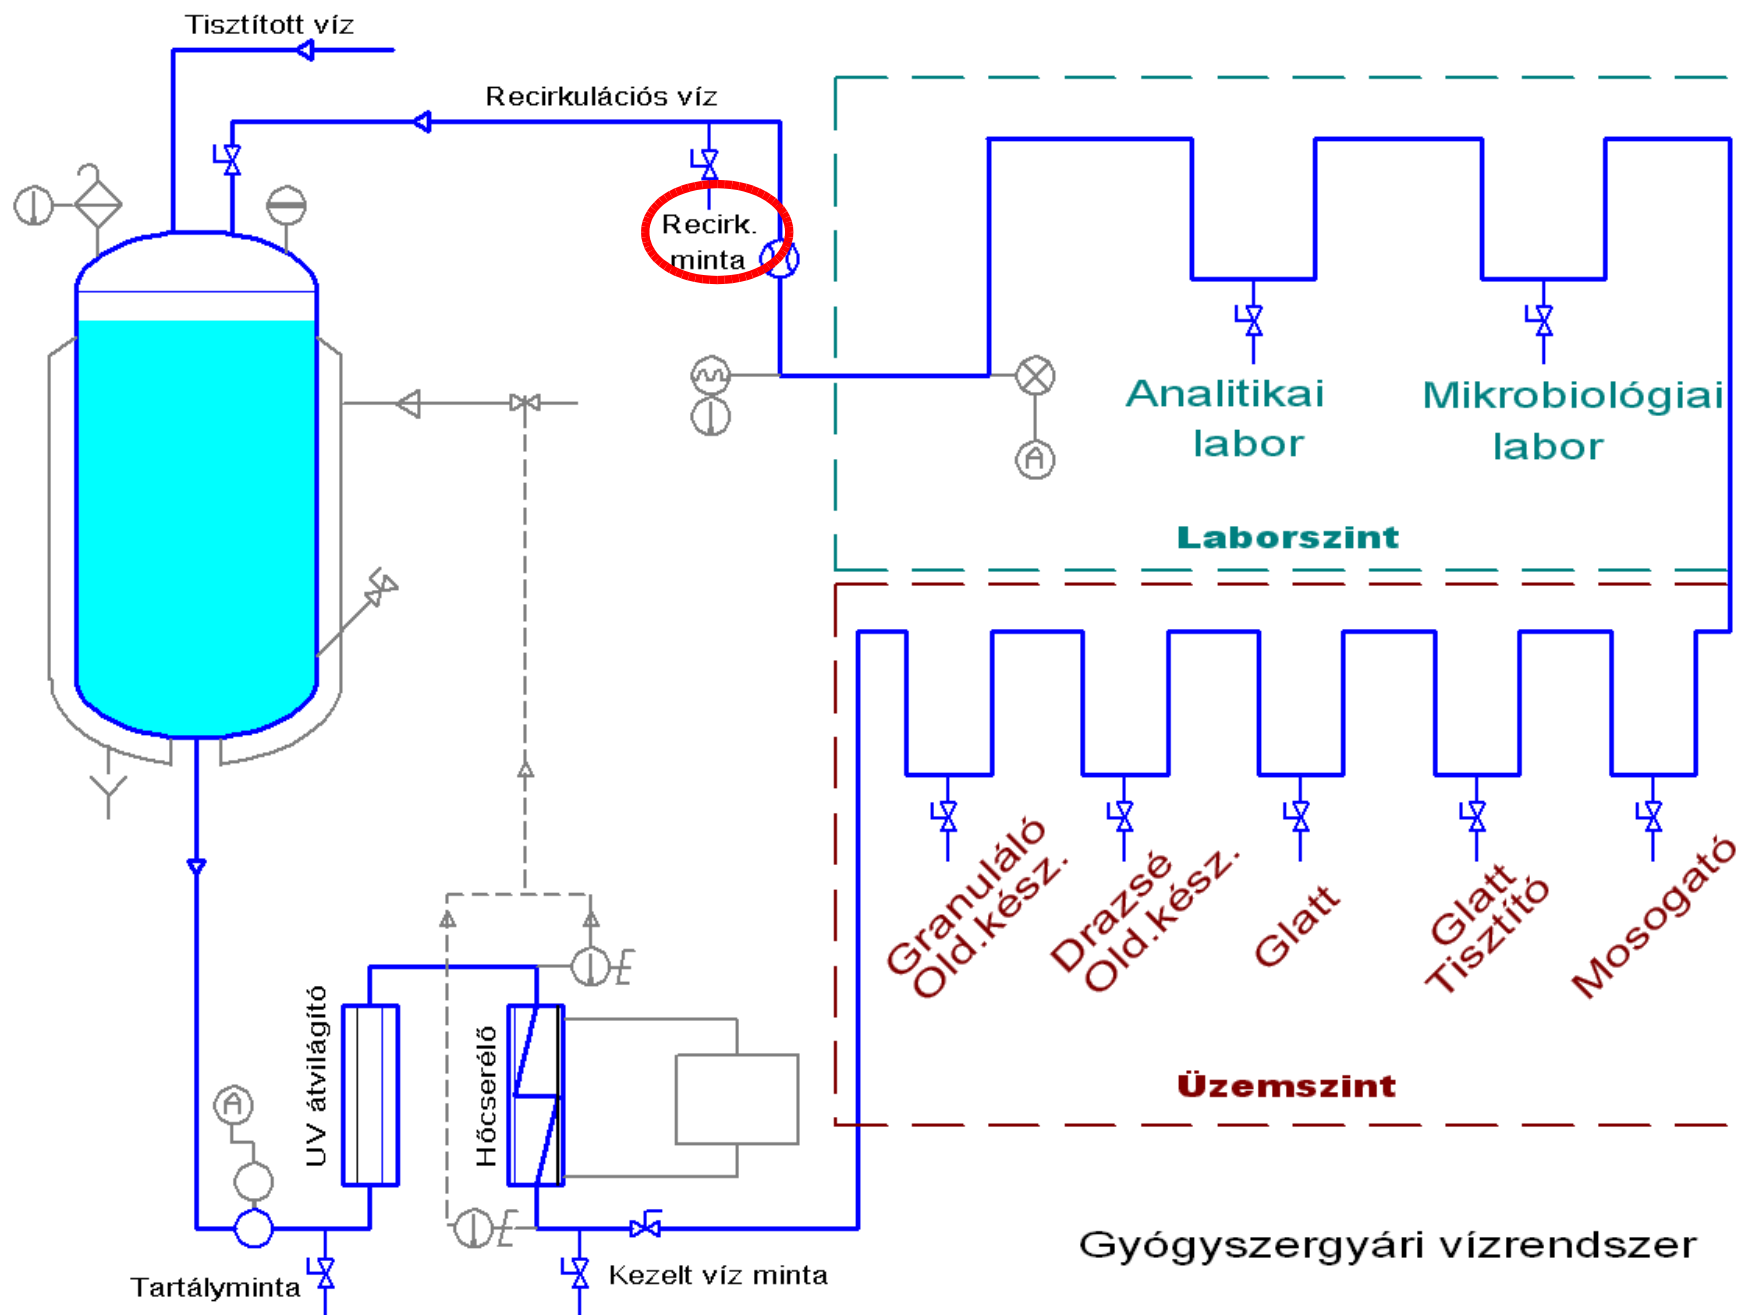 Tisztított víz
Recirkulációs víz
Recirk.
minta
Analitikai
labor
Mikrobiológiai
labor
A
Laborszint
Granuláló
Old.kész.
Drazsé
Old.kész.
Glatt
Glatt
Tisztító
Mosogató
Üzemszint
UV átvilágító
Hőcserélő
A
Tartályminta
Kezelt víz minta
Gyógyszergyári vízrendszer